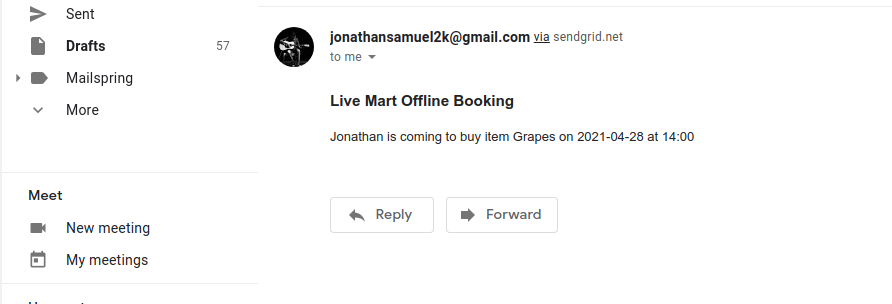 Sent
Drafts 57
Mailspring
More
Meet
New meeting
My meetings
jonathansamuel2k@gmail.com via sendgrid.net
to me
Live Mart Offline Booking
Jonathan is coming to buy item Grapes on 2021-04-28 at 14:00
Reply Forward